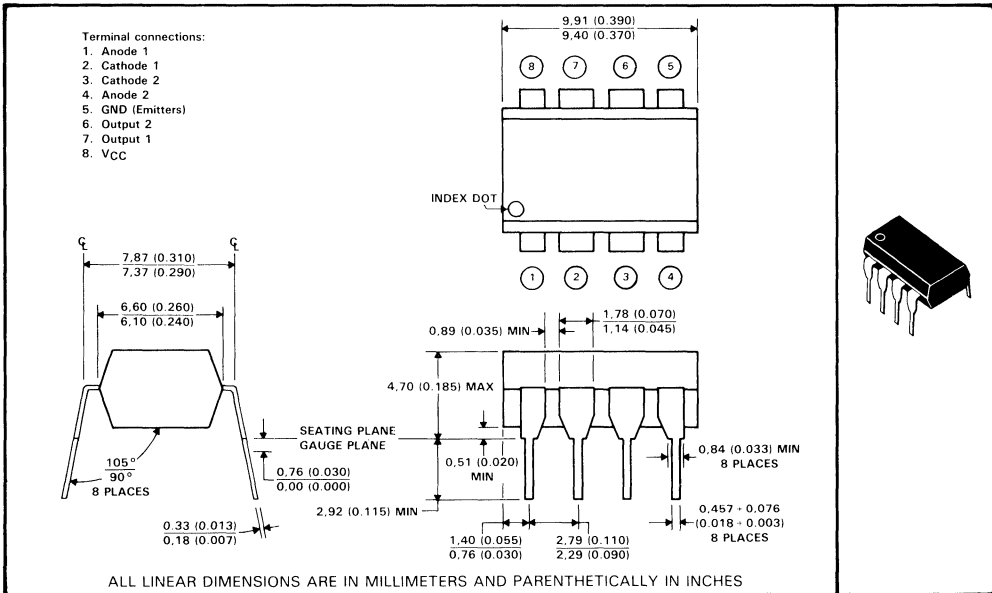 Terminal connections:
1. Anode 1
2. Cathode 1
3. Cathode 2
4. Anode 2
5. GND (Emitters)
6. Output 2
7. Output 1
8. VCC
9,91 (0.390)
9,40 (0.370)
8 7 6 5
INDEX DOT
1 2 3 4
℄ ℄
7,87 (0.310)
7,37 (0.290)
6,60 (0.260)
6,10 (0.240)
105°
90°
8 PLACES
0.33 (0.013)
0,18 (0.007)
SEATING PLANE
GAUGE PLANE
0,76 (0.030)
0,00 (0.000)
0,89 (0.035) MIN
1,78 (0.070)
1,14 (0.045)
4,70 (0.185) MAX
0,51 (0.020)
MIN
2,92 (0.115) MIN
0,84 (0.033) MIN
8 PLACES
0,457 + 0,076
(0.018 + 0.003)
8 PLACES
1,40 (0.055)
0,76 (0.030)
2,79 (0.110)
2,29 (0.090)
ALL LINEAR DIMENSIONS ARE IN MILLIMETERS AND PARENTHETICALLY IN INCHES